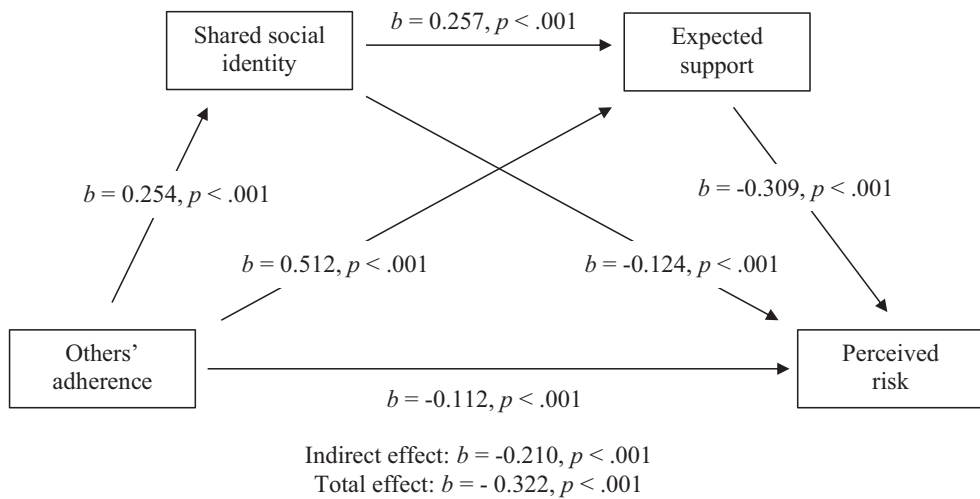 b = 0.257, p < .001
Shared social
identity
Expected
support
b = 0.254, p < .001
b = -0.309, p < .001
b = 0.512, p < .001
b = -0.124, p < .001
Others’
adherence
Perceived
risk
b = -0.112, p < .001
Indirect effect: b = -0.210, p < .001
Total effect: b = - 0.322, p < .001